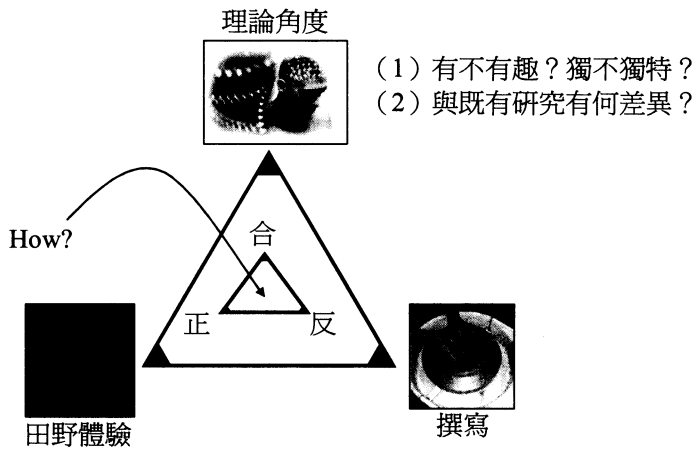 理論角度
（1）有不有趣？獨不獨特？
（2）與既有研究有何差異？
How?
合
正
反
田野體驗
撰寫